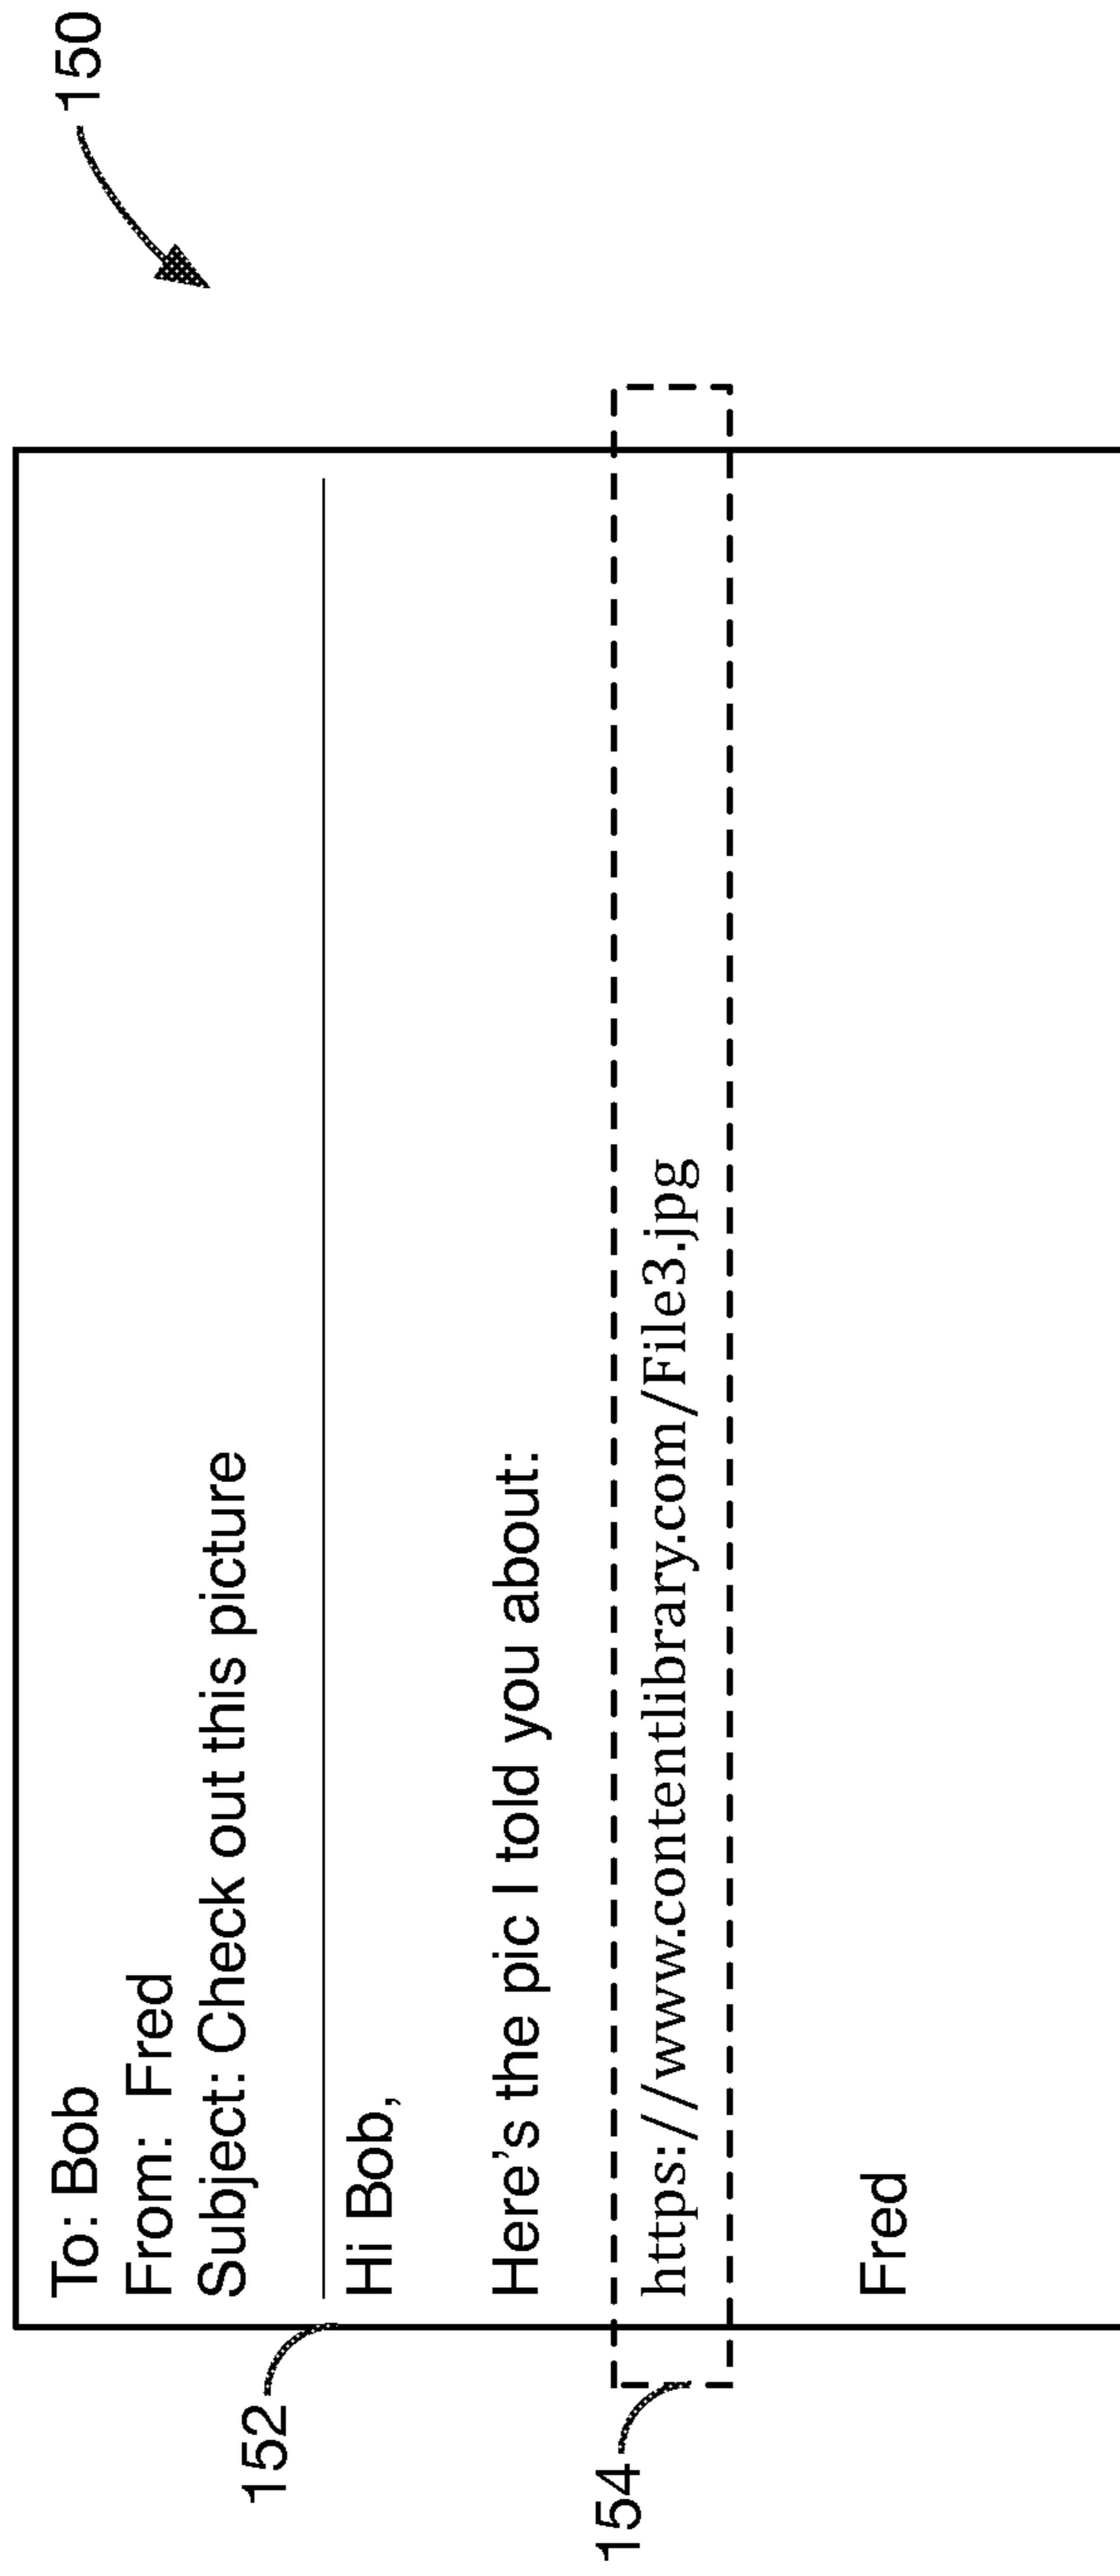 150
To: Bob
From: Fred
Subject: Check out this picture
152
Hi Bob,
Here's the pic I told you about:
154
https://www.contentlibrary.com/File3.jpg
Fred